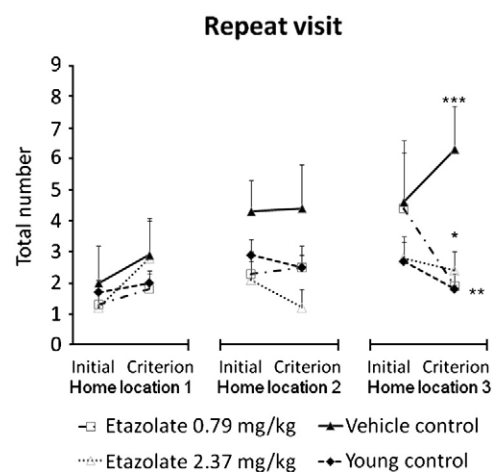 Repeat visit
Total number
9
8
7
6
5
4
3
2
1
0
***
*
**
Initial Criterion Initial Criterion Initial Criterion
Home location 1 Home location 2 Home location 3
Etazolate 0.79 mg/kg Vehicle control
Etazolate 2.37 mg/kg Young control